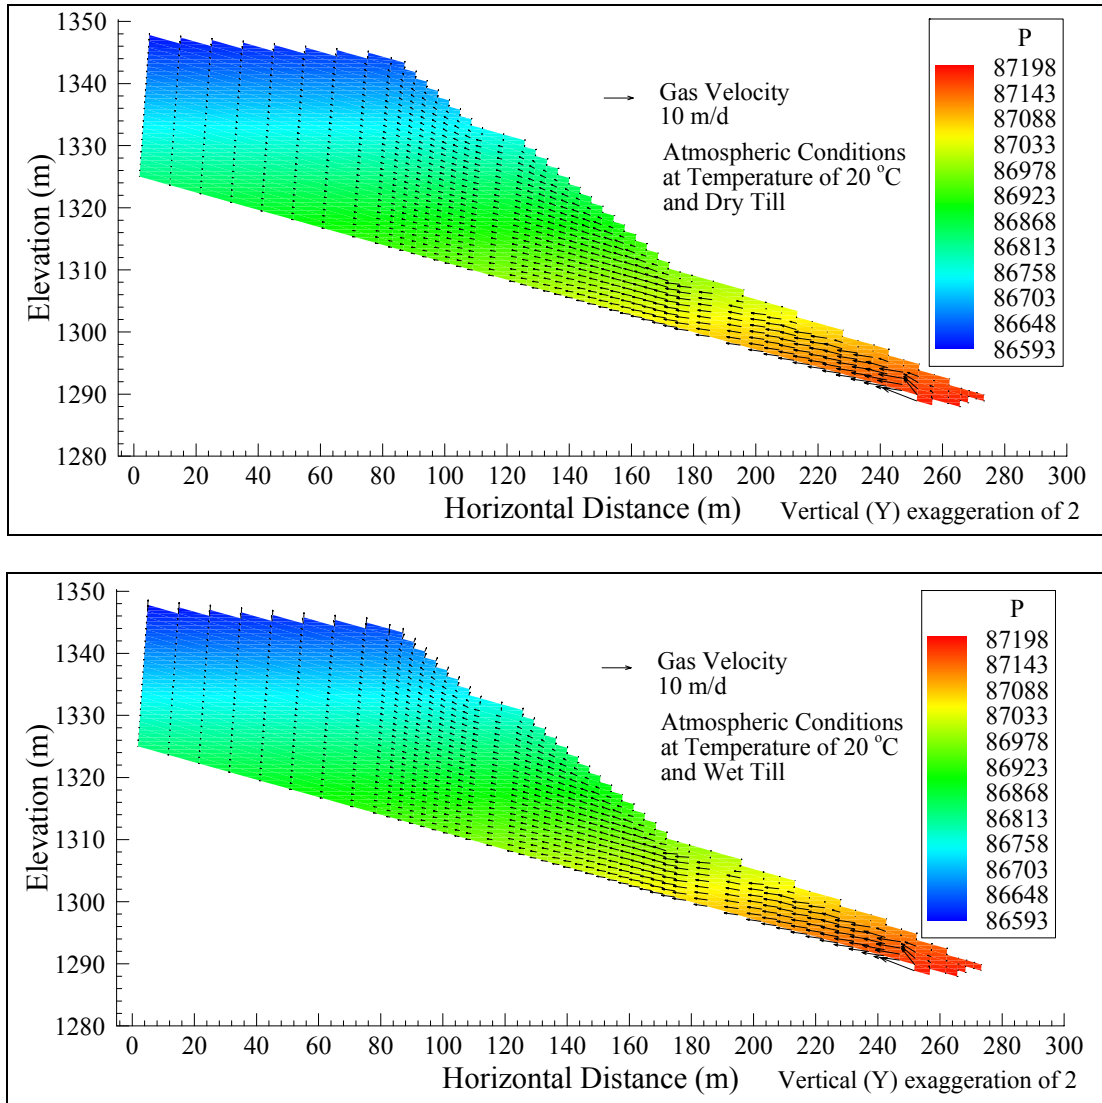 1350
1340
1330
1320
1310
1300
1290
1280
Elevation (m)
0 20 40 60 80 100 120 140 160 180 200 220 240 260 280 300
Horizontal Distance (m)
Vertical (Y) exaggeration of 2
Gas Velocity
10 m/d
Atmospheric Conditions
at Temperature of 20 °C
and Dry Till
P
87198
87143
87088
87033
86978
86923
86868
86813
86758
86703
86648
86593
1350
1340
1330
1320
1310
1300
1290
1280
Elevation (m)
0 20 40 60 80 100 120 140 160 180 200 220 240 260 280 300
Horizontal Distance (m)
Vertical (Y) exaggeration of 2
Gas Velocity
10 m/d
Atmospheric Conditions
at Temperature of 20 °C
and Wet Till
P
87198
87143
87088
87033
86978
86923
86868
86813
86758
86703
86648
86593